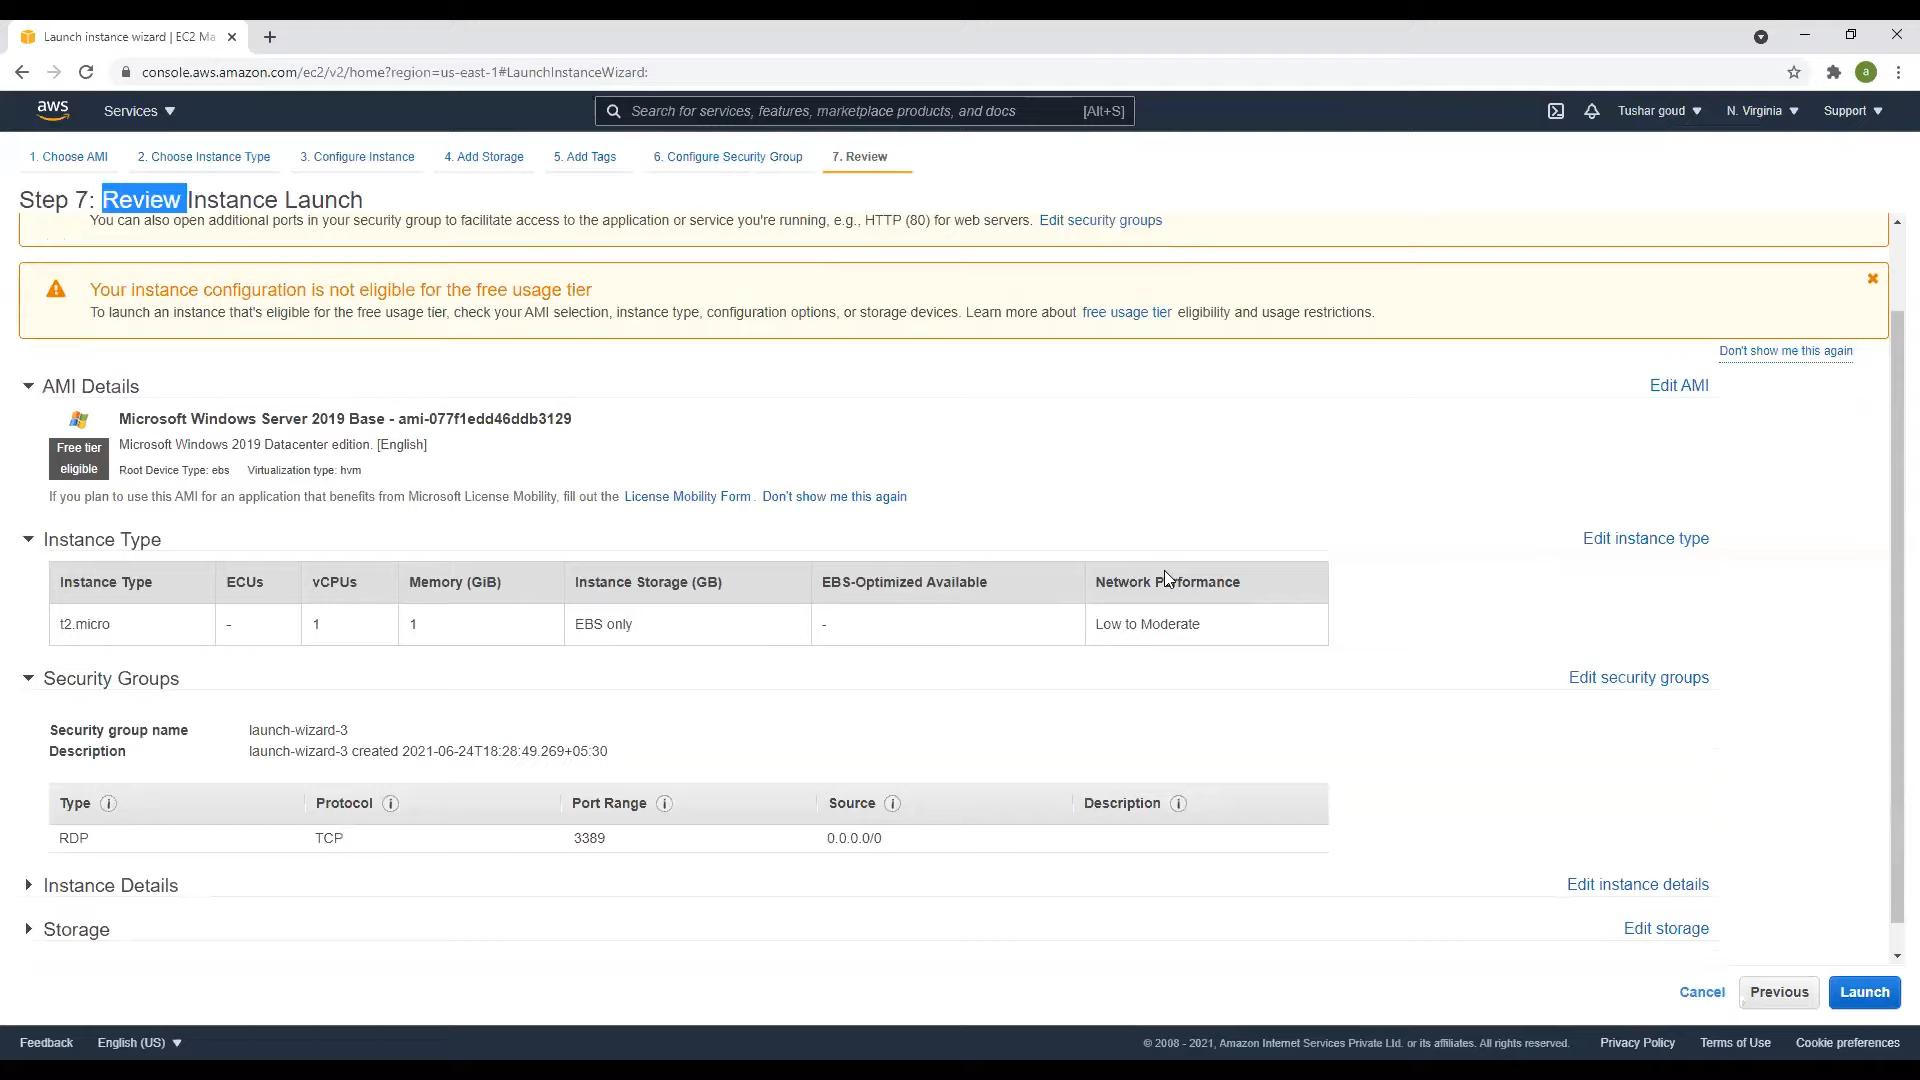 Launch instance wizard | EC2 Ma
console.aws.amazon.com/ec2/v2/home?region=us-east-1#LaunchInstanceWizard:
a
aws
Services
Search for services, features, marketplace products, and docs
[Alt+S]
Tushar goud
N. Virginia
Support
1. Choose AMI
2. Choose Instance Type
3. Configure Instance
4. Add Storage
5. Add Tags
6. Configure Security Group
7. Review
Step 7: Review Instance Launch
You can also open additional ports in your security group to facilitate access to the application or service you're running, e.g., HTTP (80) for web servers. Edit security groups
Your instance configuration is not eligible for the free usage tier
To launch an instance that's eligible for the free usage tier, check your AMI selection, instance type, configuration options, or storage devices. Learn more about free usage tier eligibility and usage restrictions.
Don't show me this again
AMI Details
Edit AMI
Microsoft Windows Server 2019 Base - ami-077f1edd46ddb3129
Free tier
eligible
Microsoft Windows 2019 Datacenter edition. [English]
Root Device Type: ebs Virtualization type: hvm
If you plan to use this AMI for an application that benefits from Microsoft License Mobility, fill out the License Mobility Form. Don't show me this again
Instance Type
Edit instance type
Instance Type ECUs vCPUs Memory (GiB) Instance Storage (GB) EBS-Optimized Available Network Performance
t2.micro - 1 1 EBS only - Low to Moderate
Security Groups
Edit security groups
Security group name launch-wizard-3
Description launch-wizard-3 created 2021-06-24T18:28:49.269+05:30
Type Protocol Port Range Source Description
RDP TCP 3389 0.0.0.0/0
Instance Details
Edit instance details
Storage
Edit storage
Cancel
Previous
Launch
Feedback
English (US)
© 2008 - 2021, Amazon Internet Services Private Ltd. or its affiliates. All rights reserved.
Privacy Policy
Terms of Use
Cookie preferences